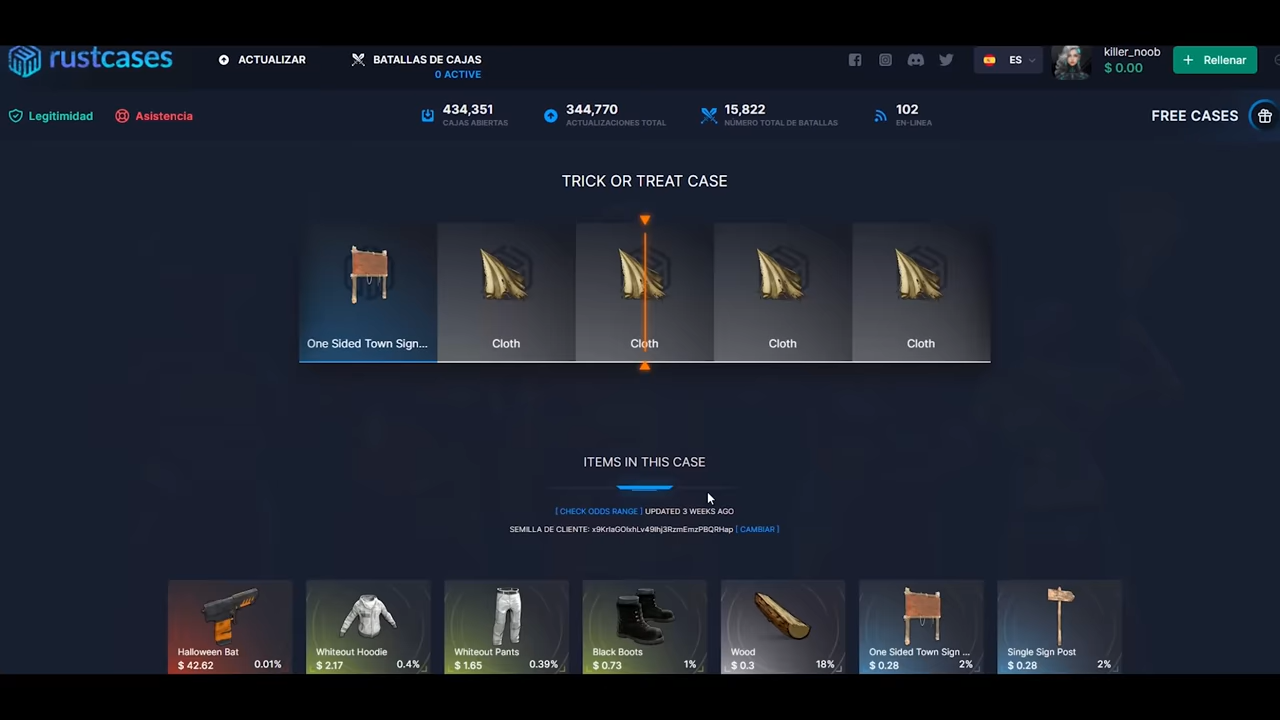 rustcases
ACTUALIZAR
BATALLAS DE CAJAS
0 ACTIVE
ES
killer_noob
$ 0.00
Rellenar
Legitimidad
Asistencia
434,351
CAJAS ABIERTAS
344,770
ACTUALIZACIONES TOTAL
15,822
NÚMERO TOTAL DE BATALLAS
102
EN-LINEA
FREE CASES
TRICK OR TREAT CASE
One Sided Town Sign...
Cloth
Cloth
Cloth
Cloth
ITEMS IN THIS CASE
[ CHECK ODDS RANGE ] UPDATED 3 WEEKS AGO
SEMILLA DE CLIENTE: [ CAMBIAR ]
Halloween Bat
$ 42.62 0.01%
Whiteout Hoodie
$ 2.17 0.4%
Whiteout Pants
$ 1.65 0.39%
Black Boots
$ 0.73 1%
Wood
$ 0.3 18%
One Sided Town Sign ...
$ 0.28 2%
Single Sign Post
$ 0.28 2%